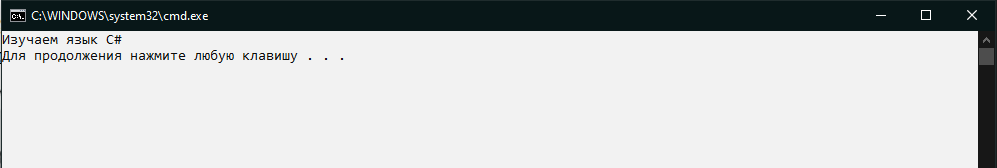 C:\WINDOWS\system32\cmd.exe
Изучаем язык C#
Для продолжения нажмите любую клавишу . . .